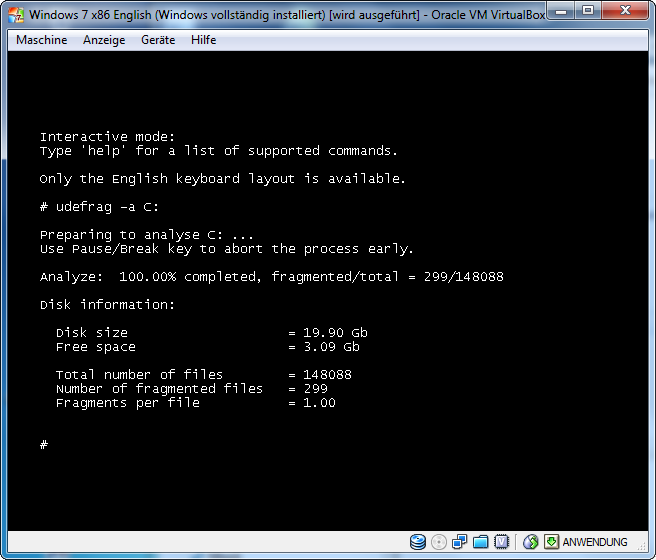 Windows 7 x86 English (Windows vollständig installiert) [wird ausgeführt] - Oracle VM VirtualBox
Maschine Anzeige Geräte Hilfe
Interactive mode:
Type 'help' for a list of supported commands.
Only the English keyboard layout is available.
# udefrag -a C:
Preparing to analyse C: ...
Use Pause/Break key to abort the process early.
Analyze:  100.00% completed, fragmented/total = 299/148088
Disk information:
Disk size = 19.90 Gb
Free space = 3.09 Gb
Total number of files = 148088
Number of fragmented files = 299
Fragments per file = 1.00
#
ANWENDUNG